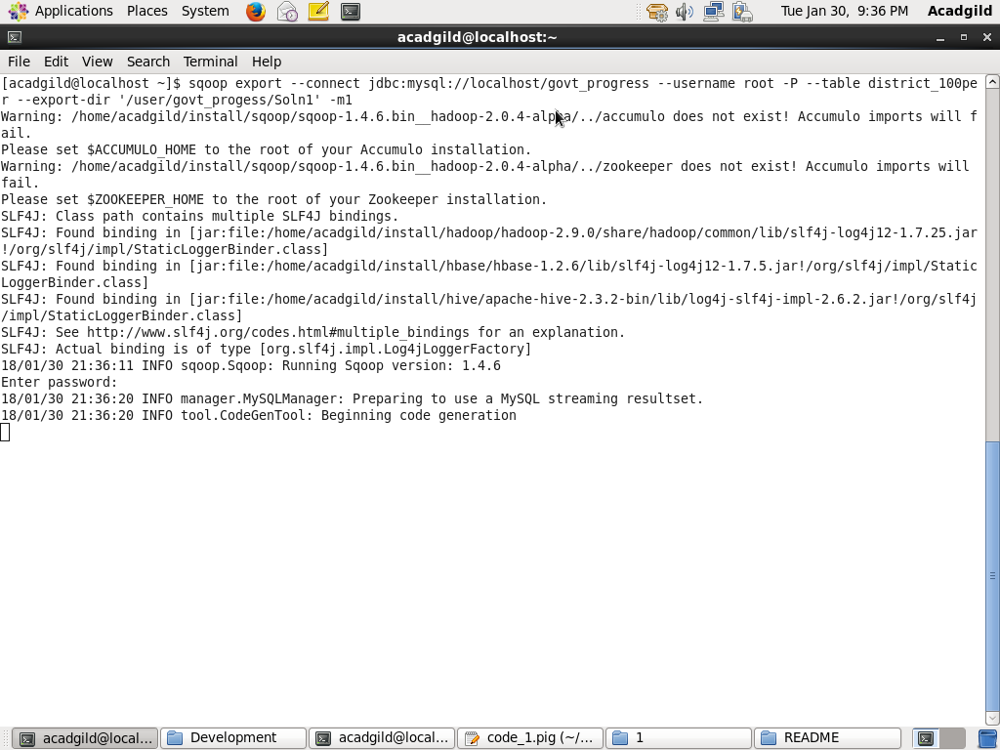 Applications Places System Tue Jan 30, 9:36 PM Acadgild
acadgild@localhost:~
File Edit View Search Terminal Help
[acadgild@localhost ~]$ sqoop export --connect jdbc:mysql://localhost/govt_progress --username root -P --table district_100pe
r --export-dir '/user/govt_progess/Soln1' -m1
Warning: /home/acadgild/install/sqoop/sqoop-1.4.6.bin__hadoop-2.0.4-alpha/../accumulo does not exist! Accumulo imports will f
ail.
Please set $ACCUMULO_HOME to the root of your Accumulo installation.
Warning: /home/acadgild/install/sqoop/sqoop-1.4.6.bin__hadoop-2.0.4-alpha/../zookeeper does not exist! Accumulo imports will
fail.
Please set $ZOOKEEPER_HOME to the root of your Zookeeper installation.
SLF4J: Class path contains multiple SLF4J bindings.
SLF4J: Found binding in [jar:file:/home/acadgild/install/hadoop/hadoop-2.9.0/share/hadoop/common/lib/slf4j-log4j12-1.7.25.jar
!/org/slf4j/impl/StaticLoggerBinder.class]
SLF4J: Found binding in [jar:file:/home/acadgild/install/hbase/hbase-1.2.6/lib/slf4j-log4j12-1.7.5.jar!/org/slf4j/impl/Static
LoggerBinder.class]
SLF4J: Found binding in [jar:file:/home/acadgild/install/hive/apache-hive-2.3.2-bin/lib/log4j-slf4j-impl-2.6.2.jar!/org/slf4j
/impl/StaticLoggerBinder.class]
SLF4J: See http://www.slf4j.org/codes.html#multiple_bindings for an explanation.
SLF4J: Actual binding is of type [org.slf4j.impl.Log4jLoggerFactory]
18/01/30 21:36:11 INFO sqoop.Sqoop: Running Sqoop version: 1.4.6
Enter password:
18/01/30 21:36:20 INFO manager.MySQLManager: Preparing to use a MySQL streaming resultset.
18/01/30 21:36:20 INFO tool.CodeGenTool: Beginning code generation
acadgild@local... Development acadgild@local... code_1.pig (~/... 1 README